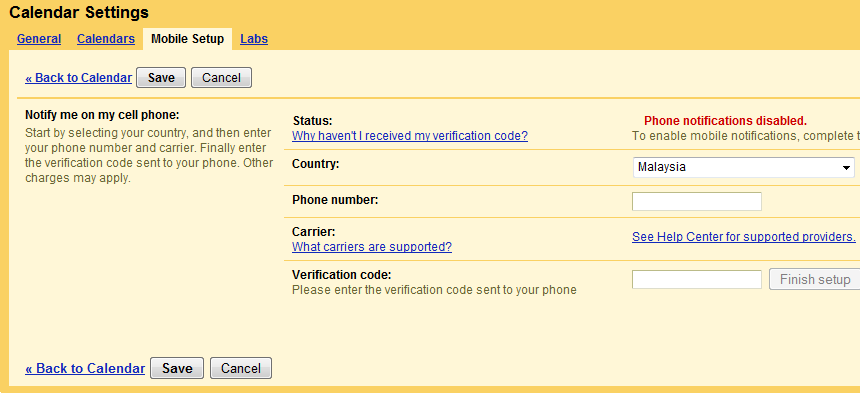 Calendar Settings
General Calendars Mobile Setup Labs
« Back to Calendar Save Cancel
Notify me on my cell phone:
Start by selecting your country, and then enter
your phone number and carrier. Finally enter
the verification code sent to your phone. Other
charges may apply.
Status:
Why haven't I received my verification code?
Phone notifications disabled.
To enable mobile notifications, complete t
Country:
Malaysia
Phone number:
Carrier:
What carriers are supported?
See Help Center for supported providers.
Verification code:
Please enter the verification code sent to your phone
Finish setup
« Back to Calendar Save Cancel